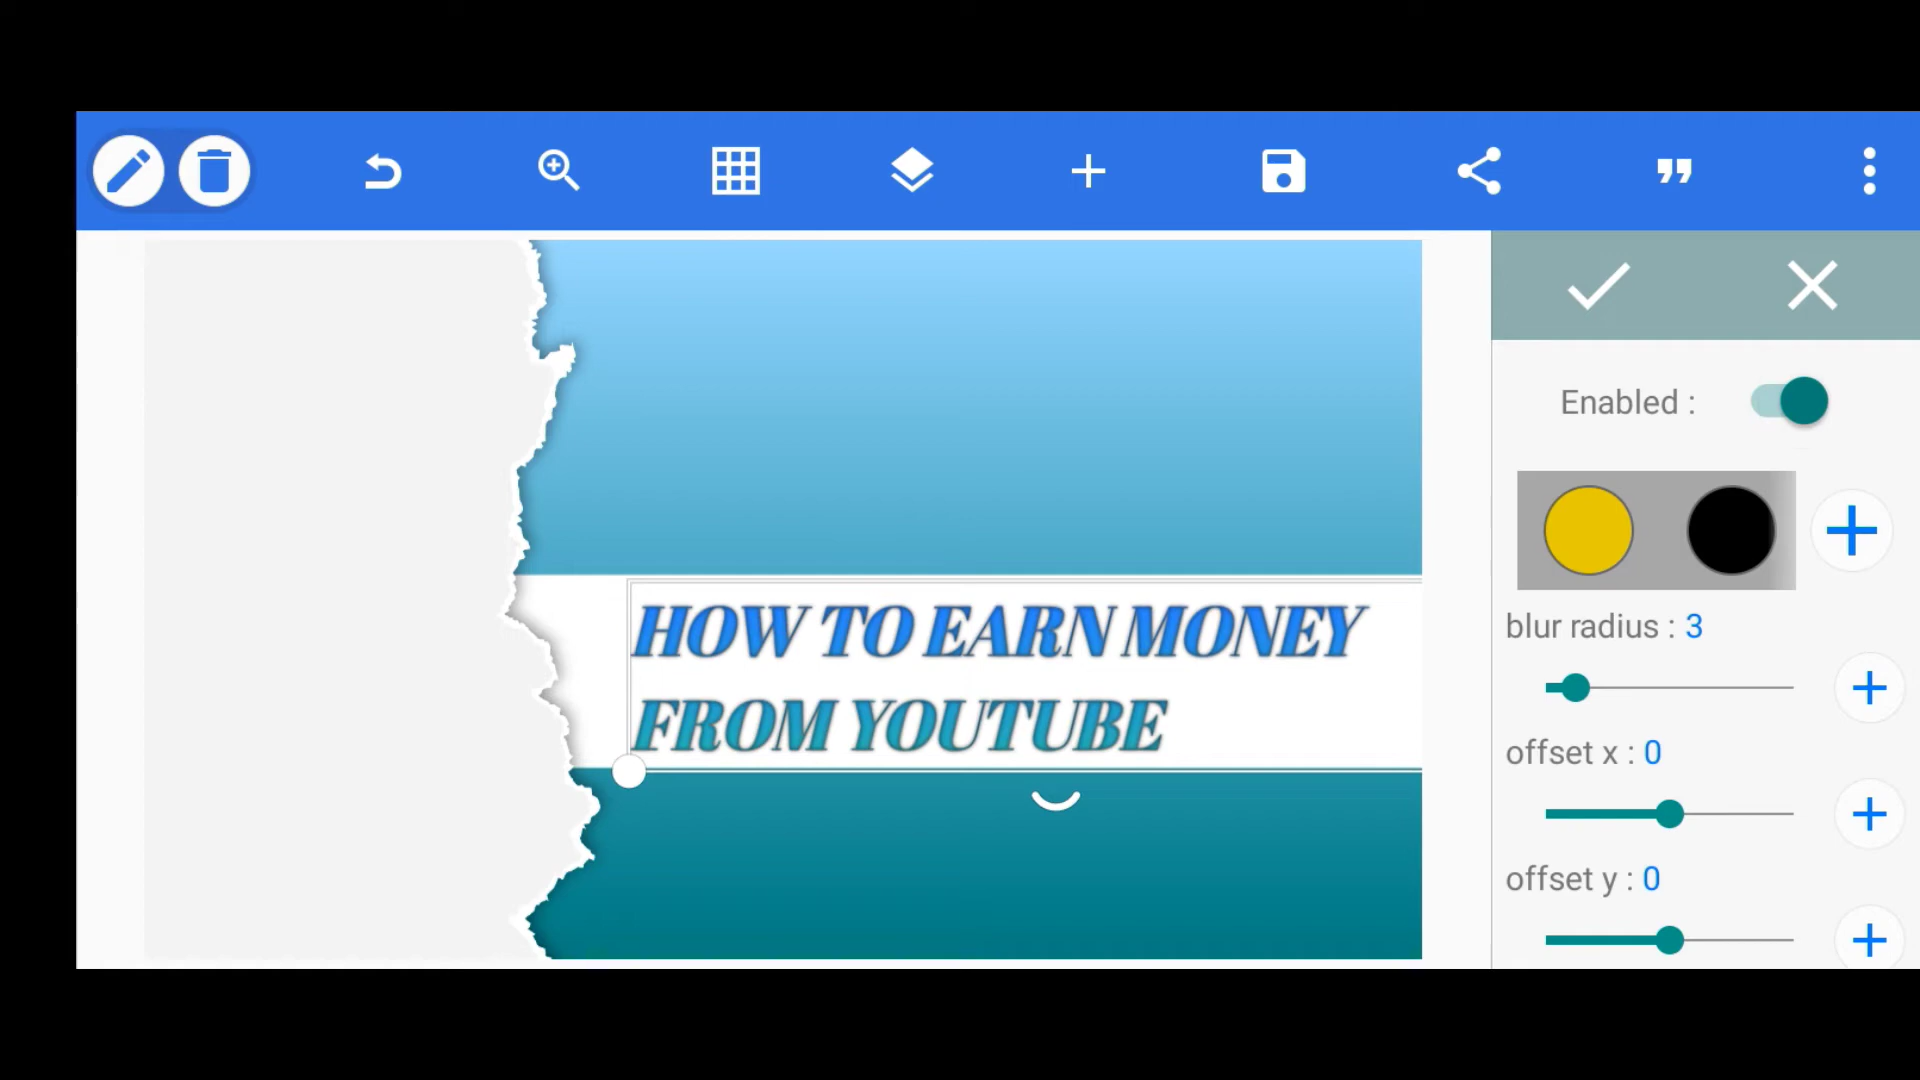 Enabled :
blur radius : 3
offset x : 0
offset y : 0
HOW TO EARN MONEY
FROM YOUTUBE